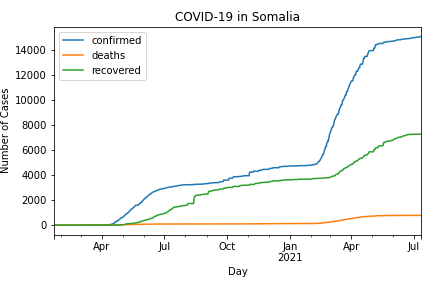 COVID-19 in Somalia
confirmed
deaths
recovered
14000
12000
10000
8000
6000
4000
2000
0
Number of Cases
Apr
Jul
Oct
Jan
2021
Apr
Jul
Day